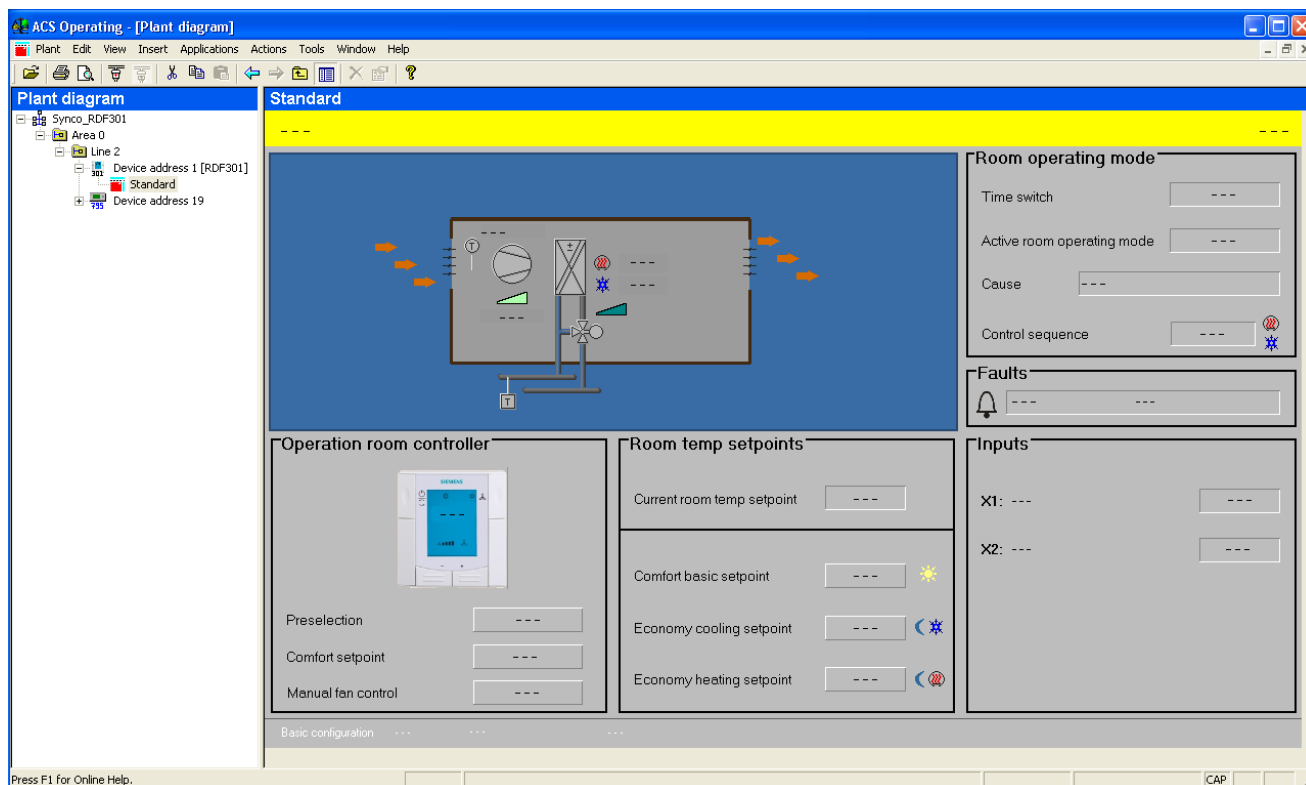 ACS Operating - [Plant diagram]
Plant Edit View Insert Applications Actions Tools Window Help
Plant diagram
Synco_RDF301
Area 0
Line 2
301 Device address 1 [RDF301]
Standard
795 Device address 19
Standard
--- ---
---
T
±
---
---
---
T
Room operating mode
Time switch ---
Active room operating mode ---
Cause ---
Control sequence ---
Faults
--- ---
Operation room controller
SIEMENS
---
Preselection ---
Comfort setpoint ---
Manual fan control ---
Room temp setpoints
Current room temp setpoint ---
Comfort basic setpoint ---
Economy cooling setpoint ---
Economy heating setpoint ---
Inputs
X1: --- ---
X2: --- ---
Basic configuration --- --- ---
Press F1 for Online Help.
CAP